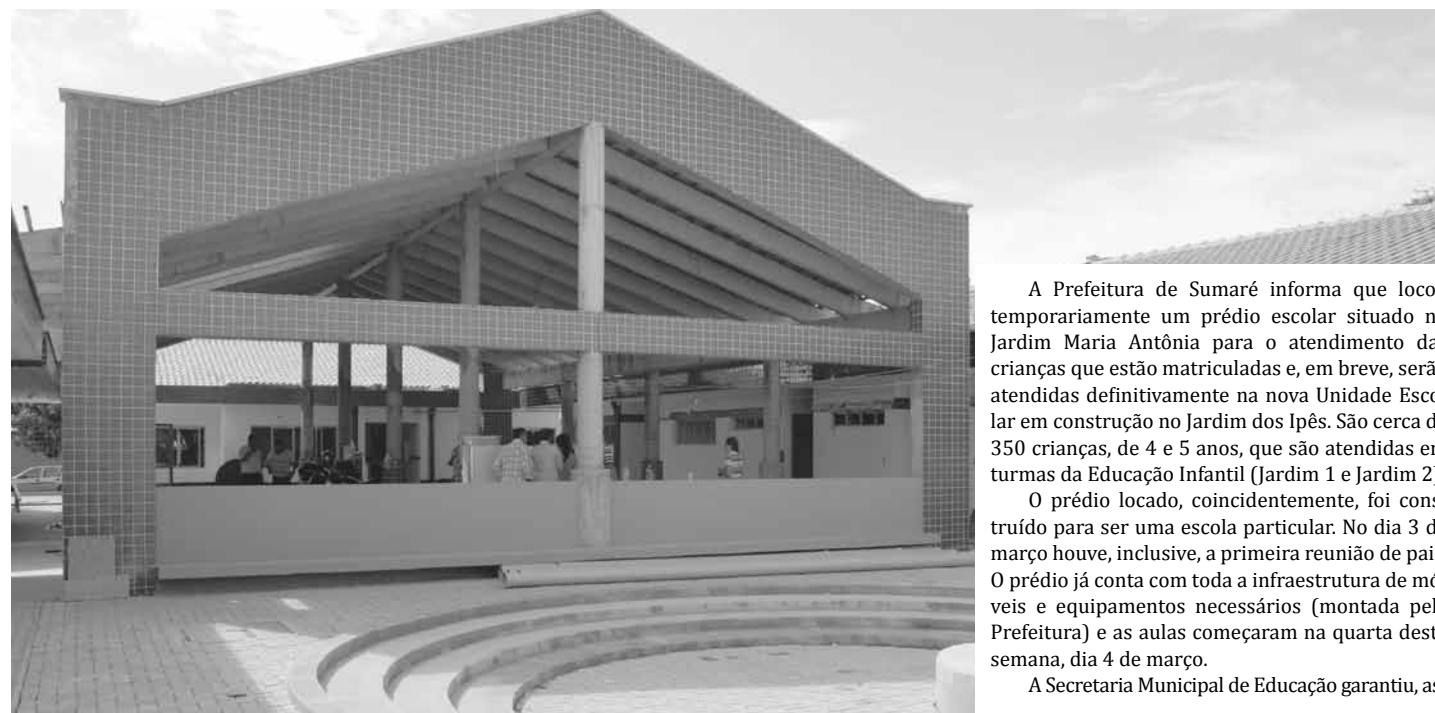 A Prefeitura de Sumaré informa que loco
temporariamente um prédio escolar situado n
Jardim Maria Antônia para o atendimento da
crianças que estão matriculadas e, em breve, serã
atendidas definitivamente na nova Unidade Esco
lar em construção no Jardim dos Ipês. São cerca d
350 crianças, de 4 e 5 anos, que são atendidas e
turmas da Educação Infantil (Jardim 1 e Jardim 2)
O prédio locado, coincidentemente, foi cons
truído para ser uma escola particular. No dia 3 d
março houve, inclusive, a primeira reunião de pai
O prédio já conta com toda a infraestrutura de mó
veis e equipamentos necessários (montada pel
Prefeitura) e as aulas começaram na quarta dest
semana, dia 4 de março.
A Secretaria Municipal de Educação garantiu, as